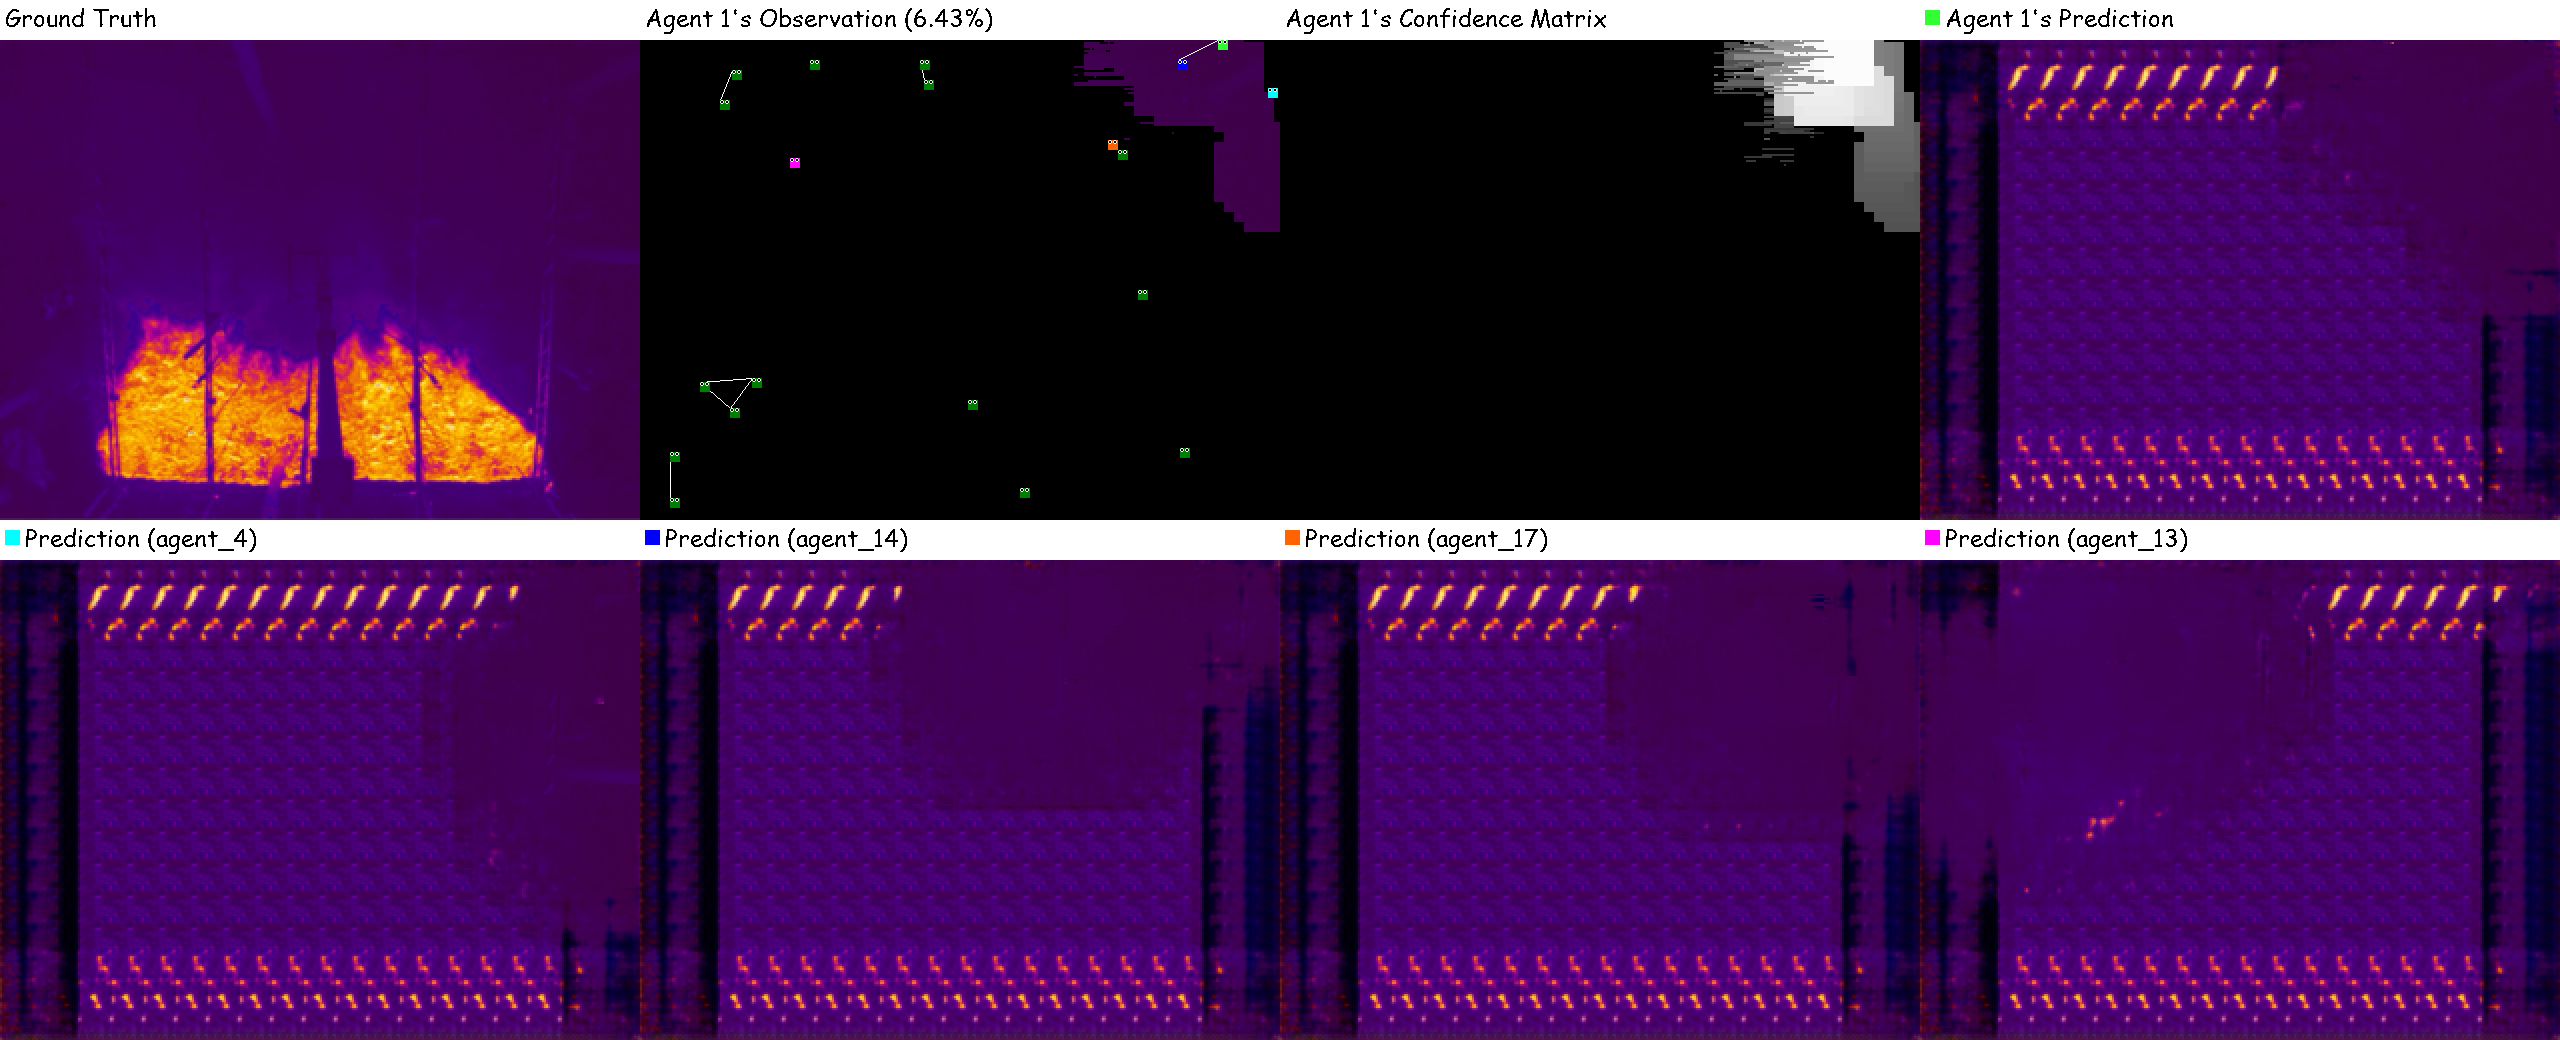 Ground Truth
Agent 1's Observation (6.43%)
Agent 1's Confidence Matrix
Agent 1's Prediction
Prediction (agent_4)
Prediction (agent_14)
Prediction (agent_17)
Prediction (agent_13)